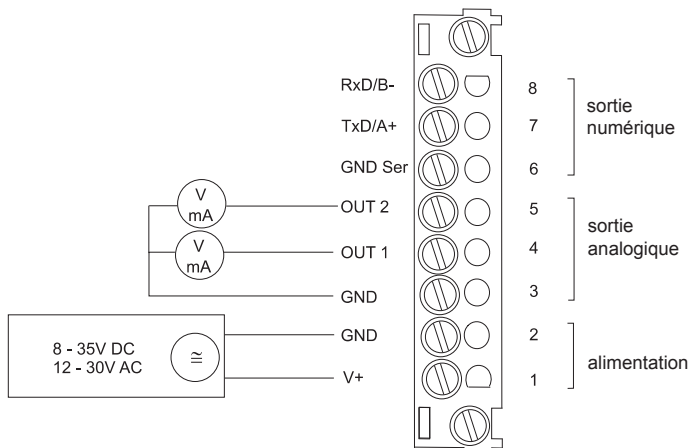 RxD/B- 8
TxD/A+ 7
sortie
numérique
GND Ser 6
V
mA
OUT 2 5
V
mA
OUT 1 4
sortie
analogique
GND 3
GND 2
8 - 35V DC
12 - 30V AC
≅
alimentation
V+ 1